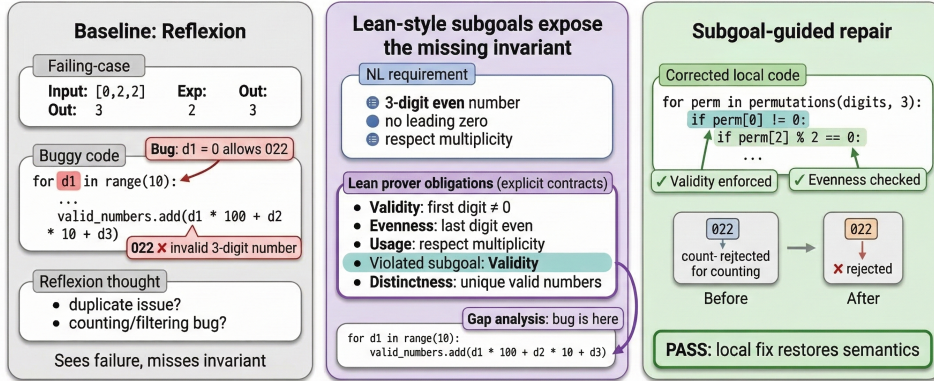 Baseline: Reflexion
Failing-case
Input: [0,2,2] Exp: Out:
Out: 3 2 3
Buggy code
Bug: d1 = 0 allows 022
for d1 in range(10):
...
valid_numbers.add(d1 * 100 + d2
* 10 + d3)
022 ✗ invalid 3-digit number
Reflexion thought
• duplicate issue?
• counting/filtering bug?
Sees failure, misses invariant
Lean-style subgoals expose
the missing invariant
NL requirement
3-digit even number
no leading zero
respect multiplicity
Lean prover obligations (explicit contracts)
• Validity: first digit ≠ 0
• Evenness: last digit even
• Usage: respect multiplicity
• Violated subgoal: Validity
• Distinctness: unique valid numbers
Gap analysis: bug is here
for d1 in range(10):
valid_numbers.add(d1 * 100 + d2 * 10 + d3)
Subgoal-guided repair
Corrected local code
for perm in permutations(digits, 3):
if perm[0] != 0:
if perm[2] % 2 == 0:
...
✓ Validity enforced
✓ Evenness checked
022
count-rejtected
for counting
Before
022
✗ rejected
After
PASS: local fix restores semantics